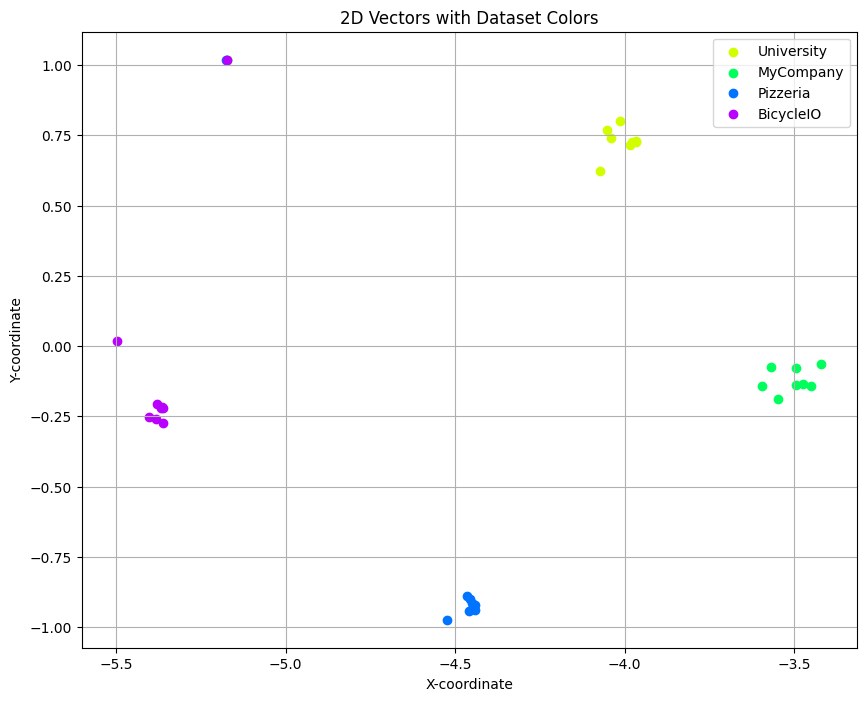 2D Vectors with Dataset Colors
University
MyCompany
Pizzeria
BicycleIO
1.00
0.75
0.50
0.25
0.00
−0.25
−0.50
−0.75
−1.00
Y-coordinate
−5.5
−5.0
−4.5
−4.0
−3.5
X-coordinate